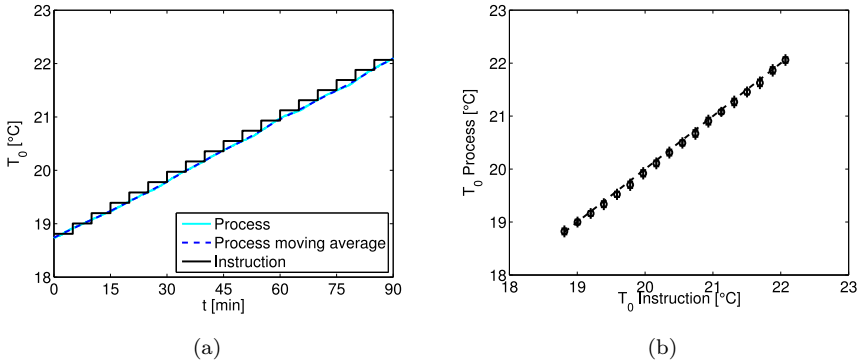 23
22
21
20
19
18
T0 [°C]
0
15
30
45
60
75
90
t [min]
Process
Process moving average
Instruction
(a)
23
22
21
20
19
18
T0 Process [°C]
18
19
20
21
22
23
T0 Instruction [°C]
(b)